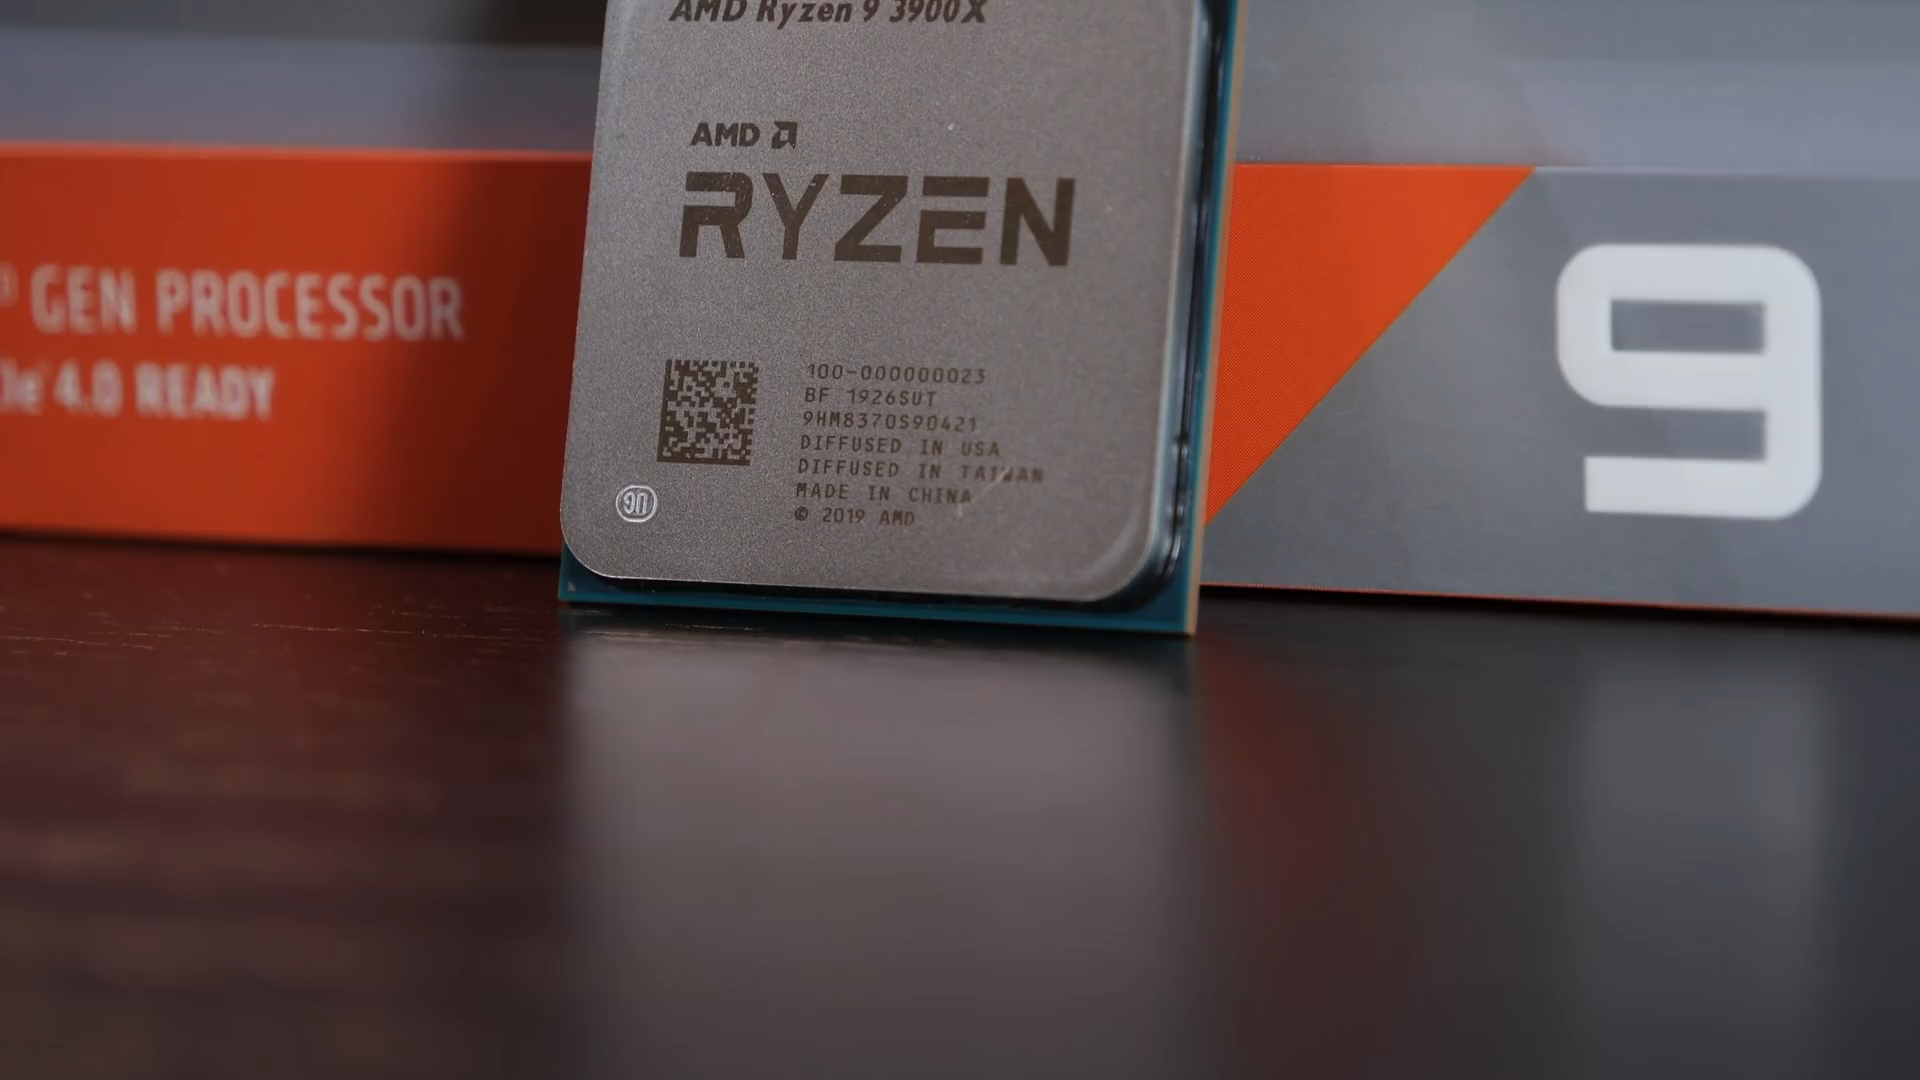 AMD Ryzen 9 3900X
AMD
RYZEN
100-000000023
BF 1926SUT
9HM8370S90421
DIFFUSED IN USA
DIFFUSED IN TAIWAN
MADE IN CHINA
© 2019 AMD
GEN PROCESSOR
4.0 READY
9